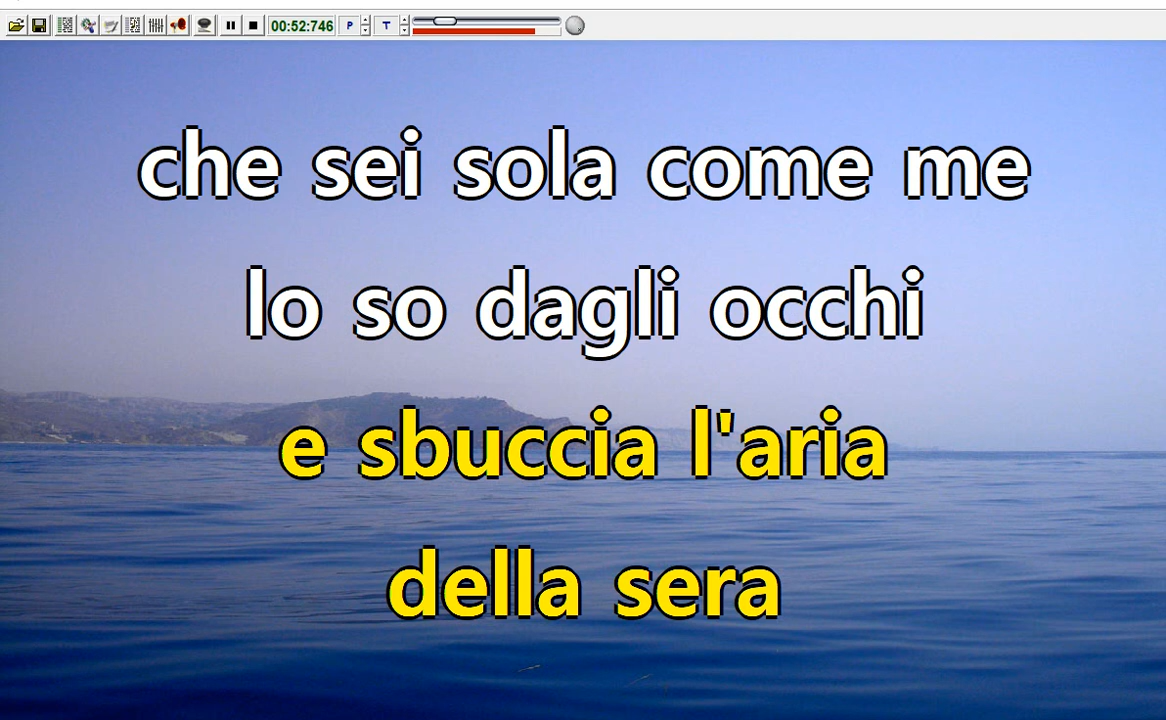 00:52:746 P T
che sei sola come me
lo so dagli occhi
e sbuccia l'aria
della sera